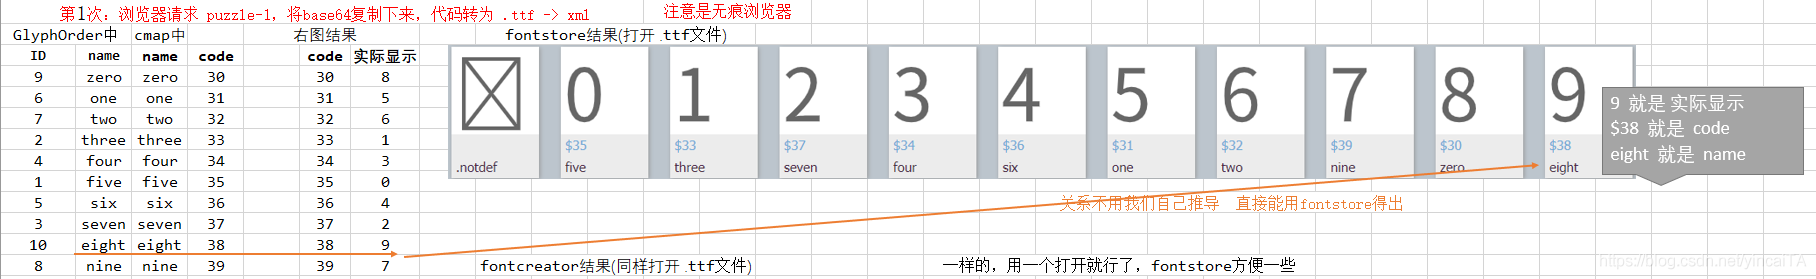 第1次：浏览器请求 puzzle-1，将base64复制下来，代码转为 .ttf -> xml 注意是无痕浏览器
GlyphOrder中 cmap中 右图结果 fontstore结果(打开 .ttf文件)
ID name name code code 实际显示
9 zero zero 30 30 8
6 one one 31 31 5
7 two two 32 32 6
2 three three 33 33 1
4 four four 34 34 3
1 five five 35 35 0
5 six six 36 36 4
3 seven seven 37 37 2
10 eight eight 38 38 9
8 nine nine 39 39 7
0 1 2 3 4 5 6 7 8 9
$35 $33 $37 $34 $36 $31 $32 $39 $30 $38
.notdef five three seven four six one two nine zero eight
9 就是 实际显示
$38 就是 code
eight 就是 name
关系不用我们自己推导 直接能用fontstore得出
fontcreator结果(同样打开 .ttf文件) 一样的，用一个打开就行了，fontstore方便一些
https://blog.csdn.net/yincaiTA